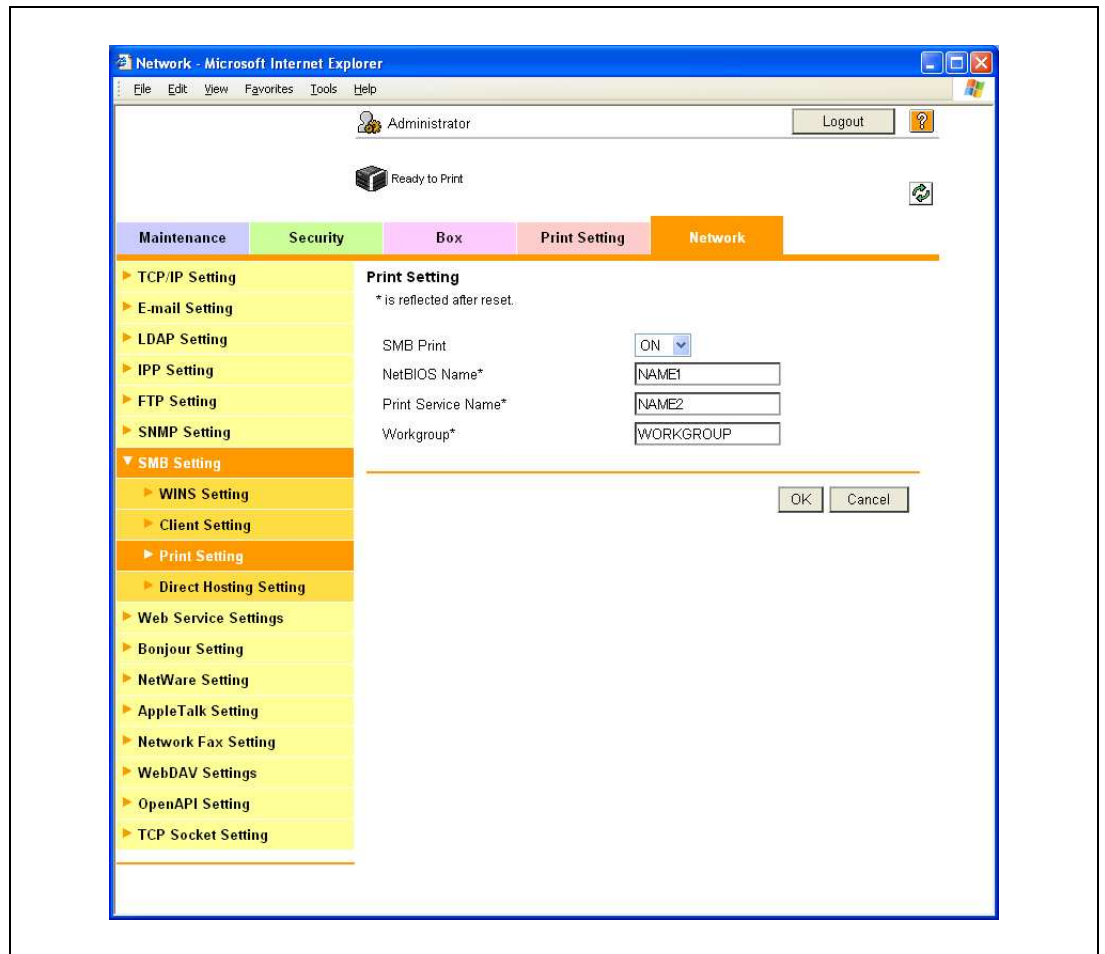 Network - Microsoft Internet Explorer
File Edit View Favorites Tools Help
Administrator Logout ?
Ready to Print
Maintenance Security Box Print Setting Network
TCP/IP Setting
E-mail Setting
LDAP Setting
IPP Setting
FTP Setting
SNMP Setting
SMB Setting
WINS Setting
Client Setting
Print Setting
Direct Hosting Setting
Web Service Settings
Bonjour Setting
NetWare Setting
AppleTalk Setting
Network Fax Setting
WebDAV Settings
OpenAPI Setting
TCP Socket Setting
Print Setting
* is reflected after reset.
SMB Print ON
NetBIOS Name* NAME1
Print Service Name* NAME2
Workgroup* WORKGROUP
OK Cancel